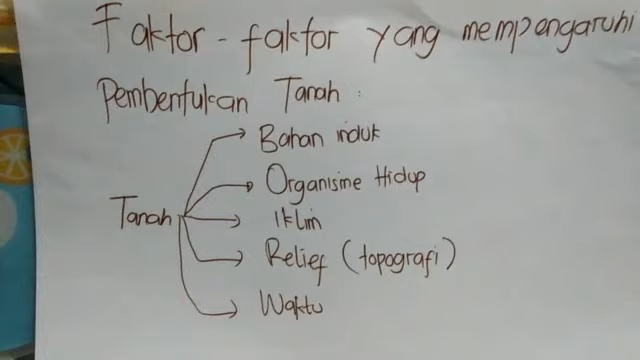 Faktor - faktor yang mempengaruhi
Pembentukan Tanah :
Tanah
Bahan induk
Organisme Hidup
Iklim
Relief (topografi)
Waktu